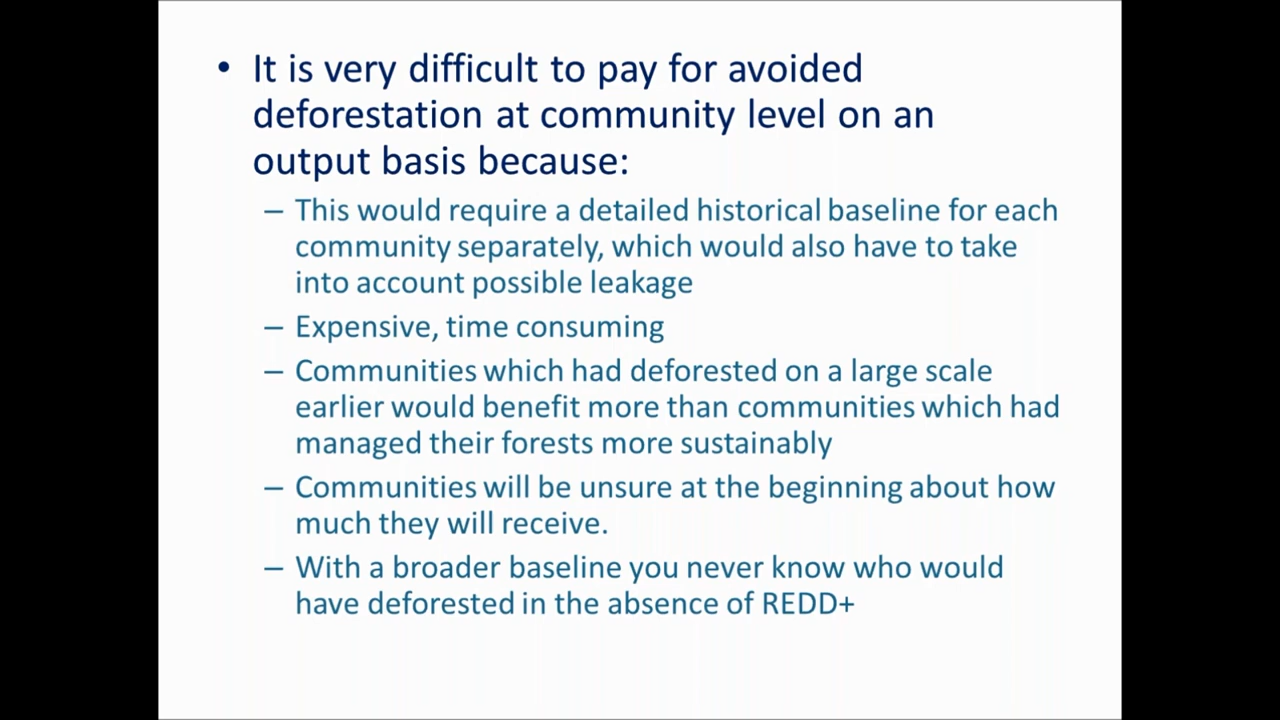 • It is very difficult to pay for avoided
deforestation at community level on an
output basis because:
– This would require a detailed historical baseline for each
community separately, which would also have to take
into account possible leakage
– Expensive, time consuming
– Communities which had deforested on a large scale
earlier would benefit more than communities which had
managed their forests more sustainably
– Communities will be unsure at the beginning about how
much they will receive.
– With a broader baseline you never know who would
have deforested in the absence of REDD+